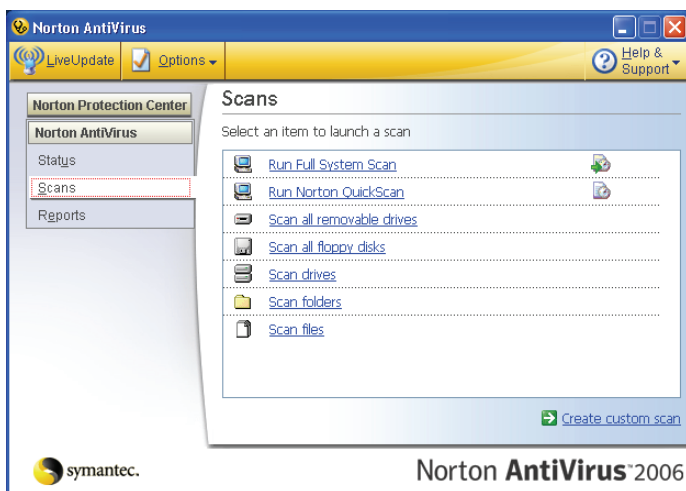 Norton AntiVirus
LiveUpdate
Options
Help & Support
Norton Protection Center
Norton AntiVirus
Status
Scans
Reports
Scans
Select an item to launch a scan
Run Full System Scan
Run Norton QuickScan
Scan all removable drives
Scan all floppy disks
Scan drives
Scan folders
Scan files
Create custom scan
symantec.
Norton AntiVirus 2006